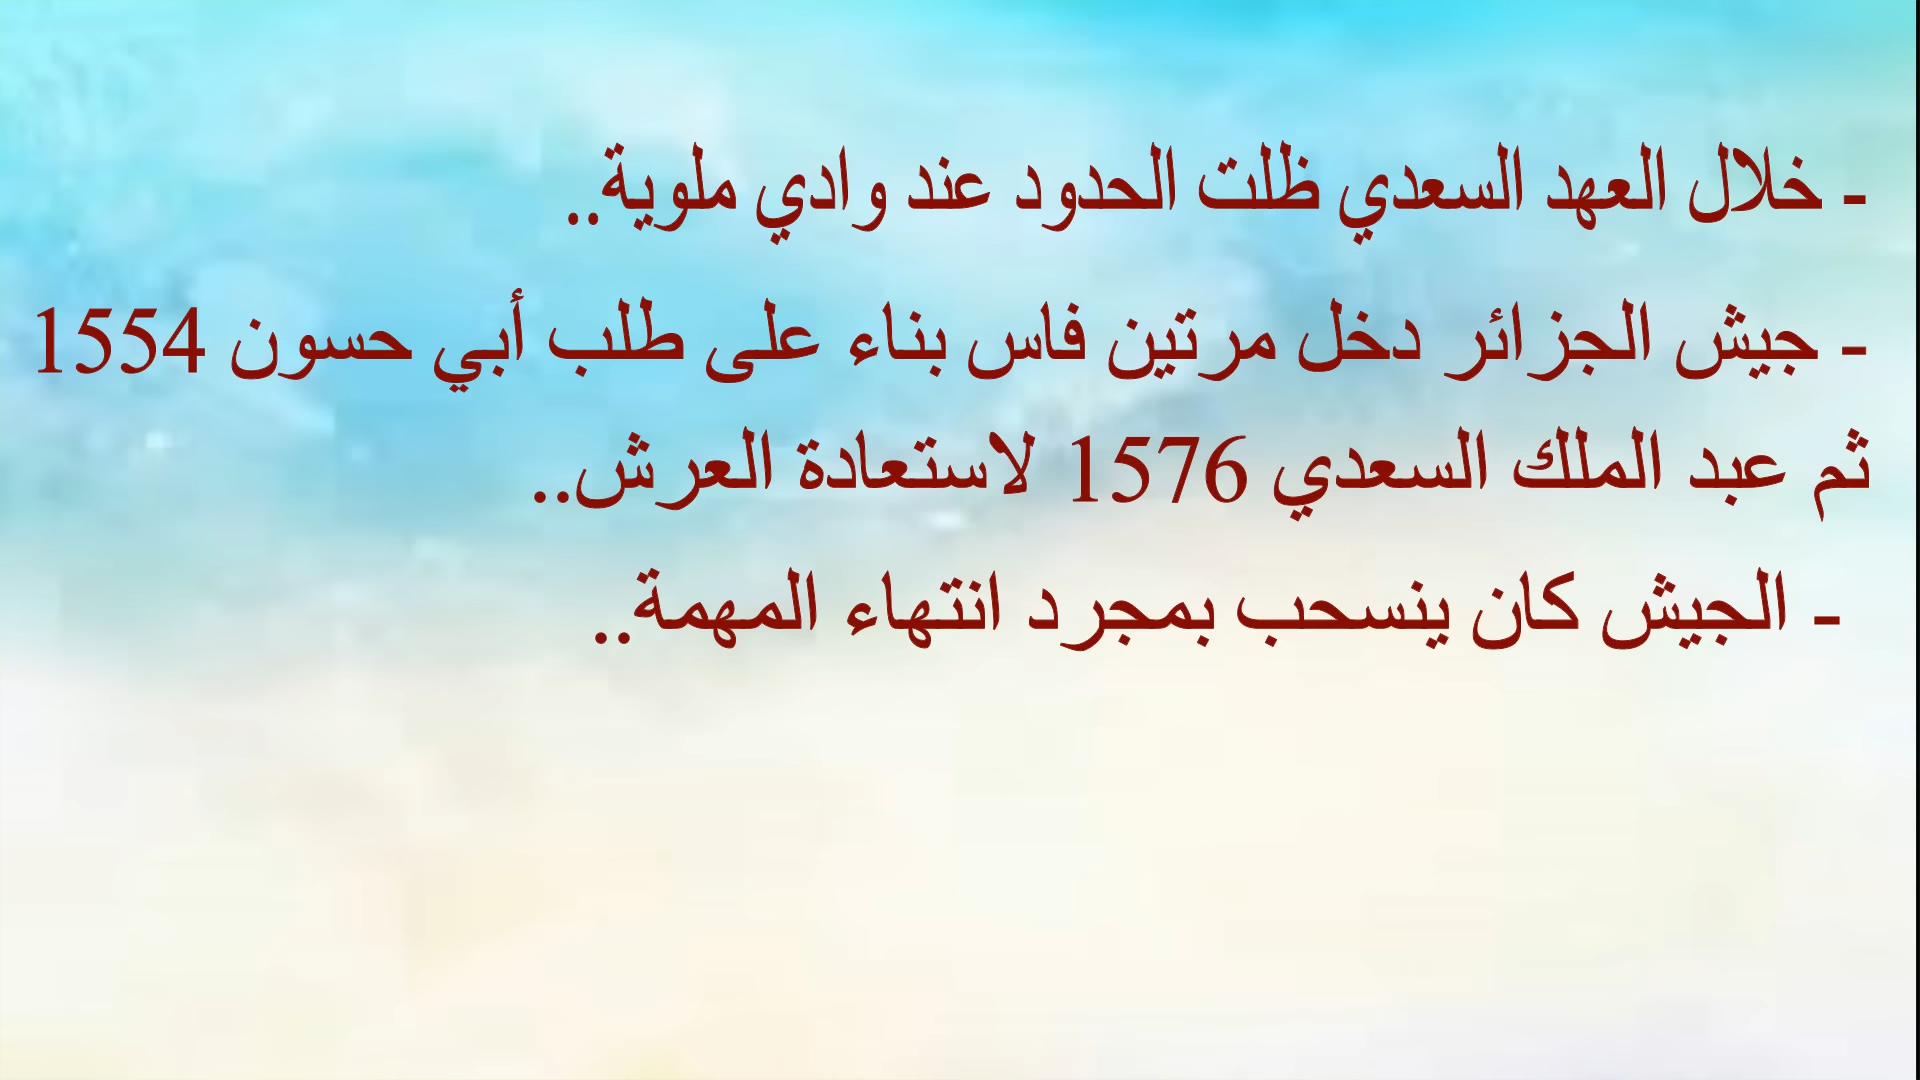 - خلال العهد السعدي ظلت الحدود عند وادي ملوية..
- جيش الجزائر دخل مرتين فاس بناء على طلب أبي حسون 1554
ثم عبد الملك السعدي 1576 لاستعادة العرش..
- الجيش كان ينسحب بمجرد انتهاء المهمة..